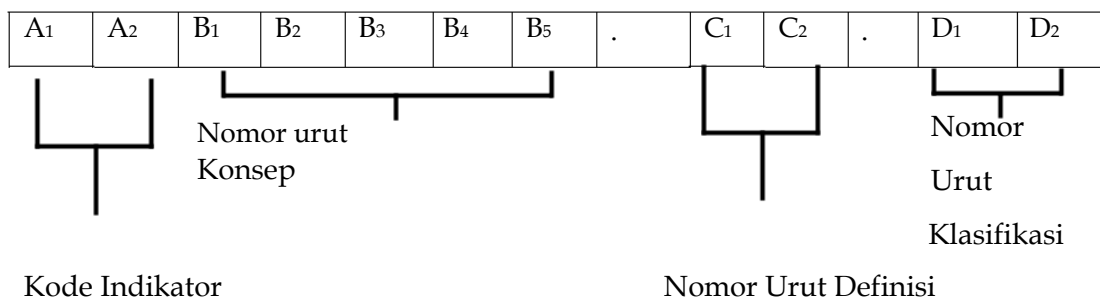 A1 A2 B1 B2 B3 B4 B5 . C1 C2 . D1 D2
Nomor urut
Konsep
Nomor
Urut
Klasifikasi
Kode Indikator
Nomor Urut Definisi